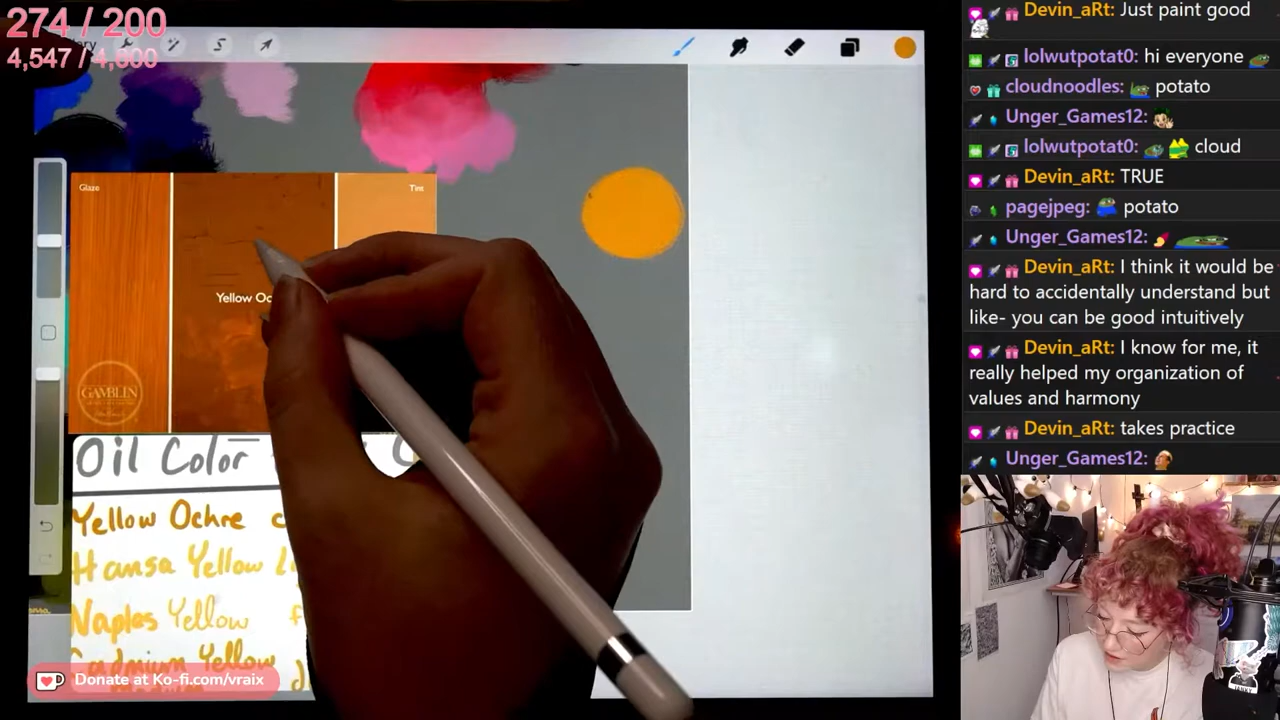 274 / 200
4,547 / 4,800
Glaze
Tint
Yellow Oc
GAMBLIN
Oil Color
Yellow Ochre
Hansa Yellow
Naples Yellow
Cadmium Yellow
Donate at Ko-fi.com/vraix
Devin_aRt: Just paint good
lolwutpotat0: hi everyone
cloudnoodles: potato
Unger_Games12:
lolwutpotat0: cloud
Devin_aRt: TRUE
pagejpeg: potato
Unger_Games12:
Devin_aRt: I think it would be
hard to accidentally understand but
like- you can be good intuitively
Devin_aRt: I know for me, it
really helped my organization of
values and harmony
Devin_aRt: takes practice
Unger_Games12: